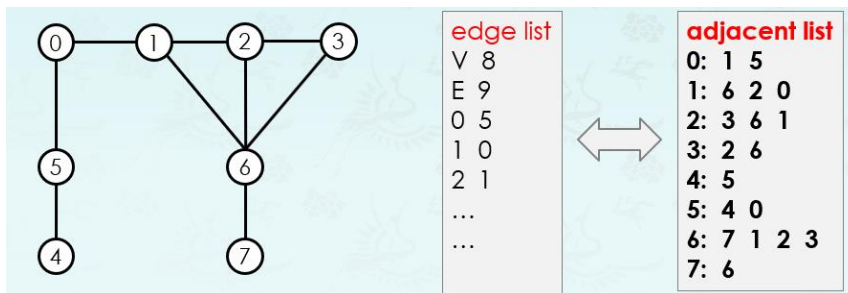 0 1 2 3
5 6
4 7
edge list
V 8
E 9
0 5
1 0
2 1
...
...
adjacent list
0: 1 5
1: 6 2 0
2: 3 6 1
3: 2 6
4: 5
5: 4 0
6: 7 1 2 3
7: 6